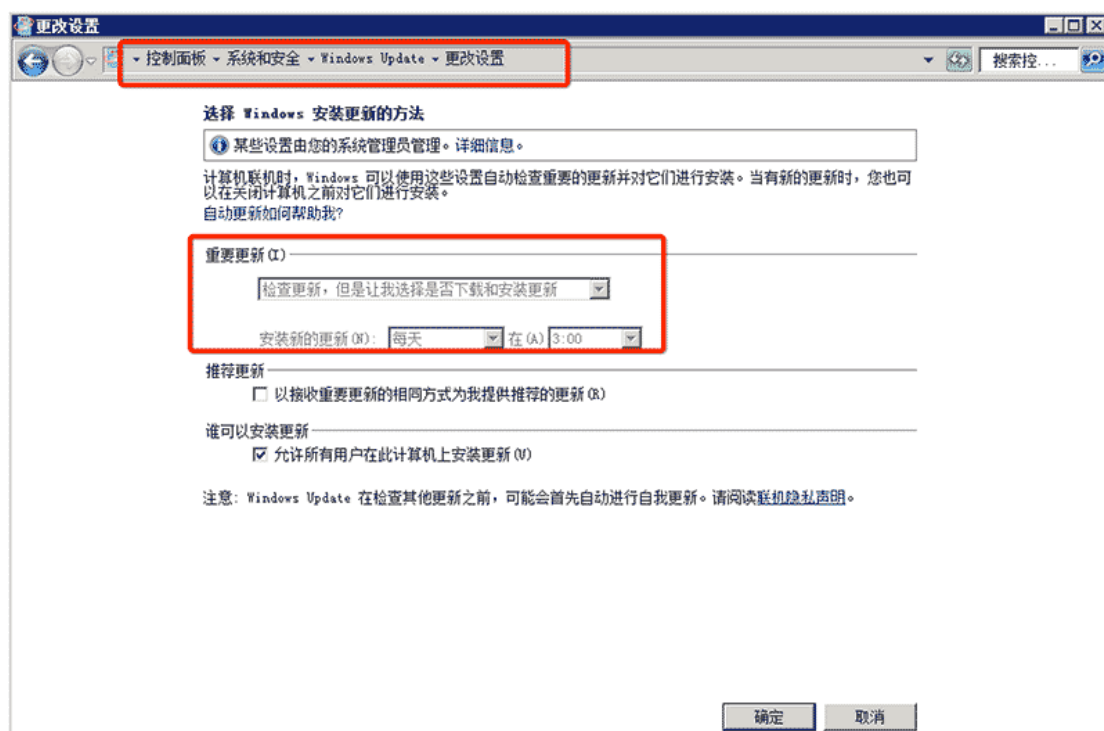 更改设置
控制面板 系统和安全 Windows Update 更改设置
搜索控...
选择 Windows 安装更新的方法
某些设置由您的系统管理员管理。详细信息。
计算机联机时，Windows 可以使用这些设置自动检查重要的更新并对它们进行安装。当有新的更新时，您也可
以在关闭计算机之前对它们进行安装。
自动更新如何帮助我?
重要更新(I)
检查更新，但是让我选择是否下载和安装更新
安装新的更新(N): 每天 在(A) 3:00
推荐更新
以接收重要更新的相同方式为我提供推荐的更新(R)
谁可以安装更新
允许所有用户在此计算机上安装更新(U)
注意: Windows Update 在检查其他更新之前，可能会首先自动进行自我更新。请阅读联机隐私声明。
确定 取消